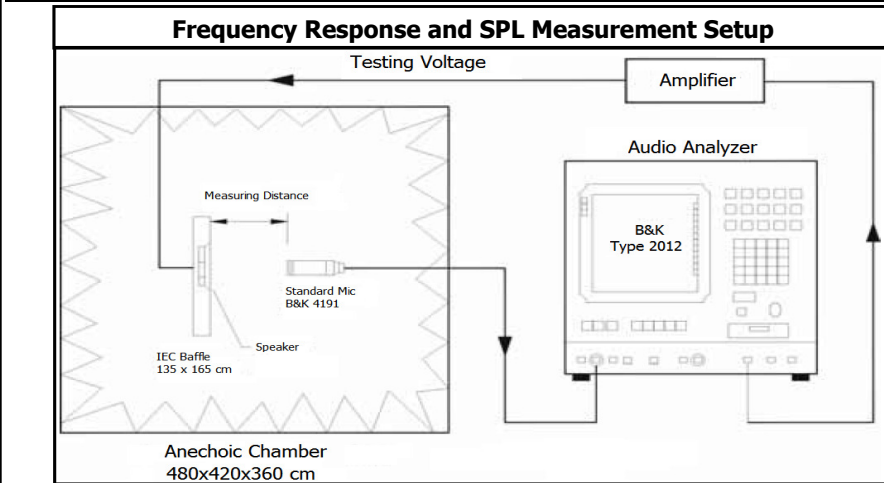 Frequency Response and SPL Measurement Setup
Testing Voltage
Amplifier
Audio Analyzer
Measuring Distance
B&K
Type 2012
Standard Mic
B&K 4191
Speaker
IEC Baffle
135 x 165 cm
Anechoic Chamber
480x420x360 cm